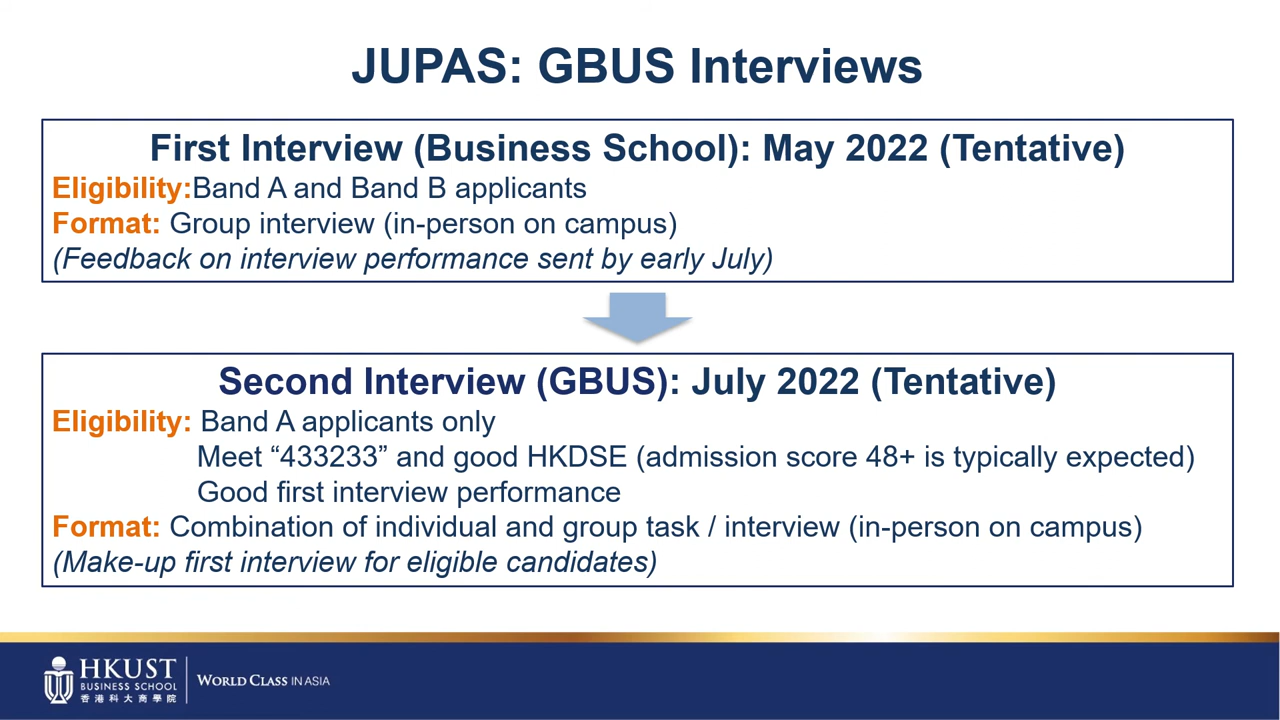 JUPAS: GBUS Interviews
First Interview (Business School): May 2022 (Tentative)
Eligibility:Band A and Band B applicants
Format: Group interview (in-person on campus)
(Feedback on interview performance sent by early July)
Second Interview (GBUS): July 2022 (Tentative)
Eligibility: Band A applicants only
Meet “433233” and good HKDSE (admission score 48+ is typically expected)
Good first interview performance
Format: Combination of individual and group task / interview (in-person on campus)
(Make-up first interview for eligible candidates)
HKUST
BUSINESS SCHOOL
香港科大商學院
WORLD CLASS IN ASIA